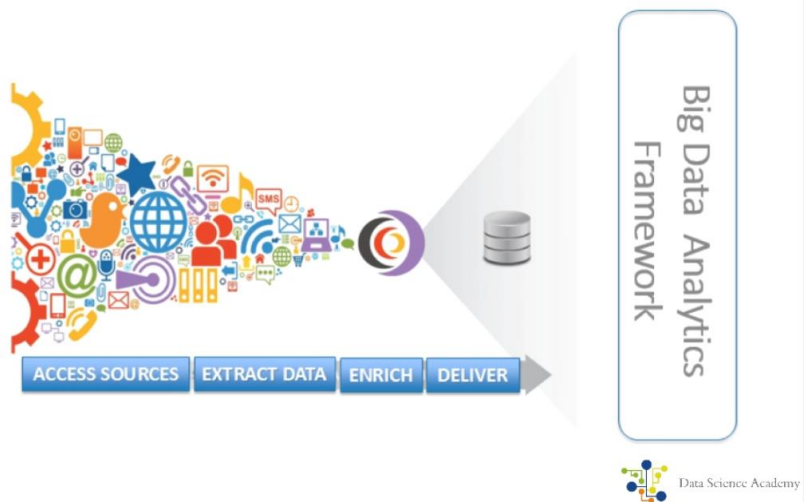 SMS
ACCESS SOURCES
EXTRACT DATA
ENRICH
DELIVER
Big Data Analytics
Framework
Data Science Academy